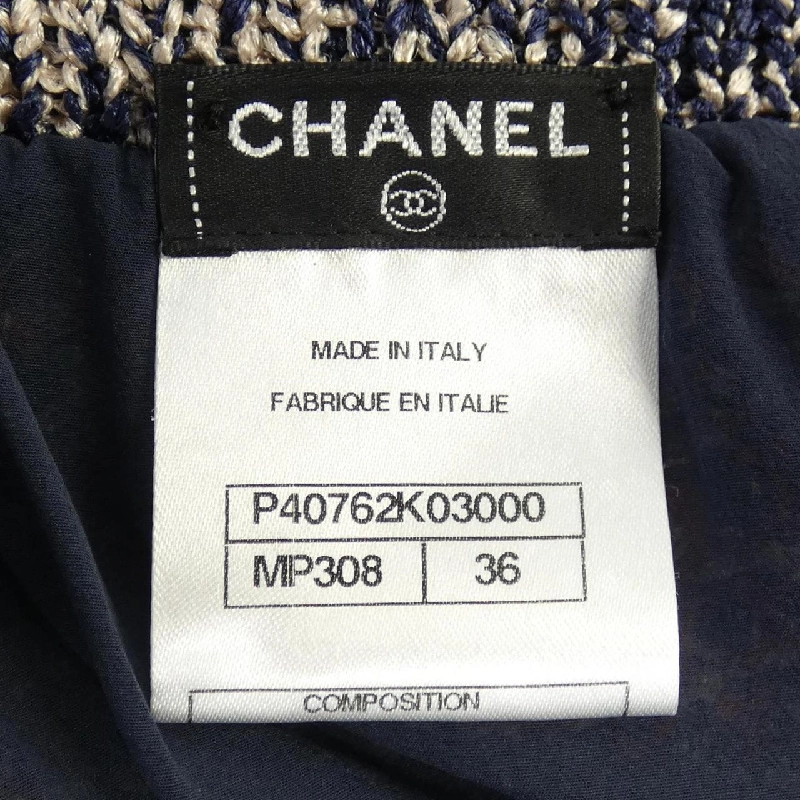 CHANEL
MADE IN ITALY
FABRIQUE EN ITALIE
P40762K03000
MP308 36
COMPOSITION